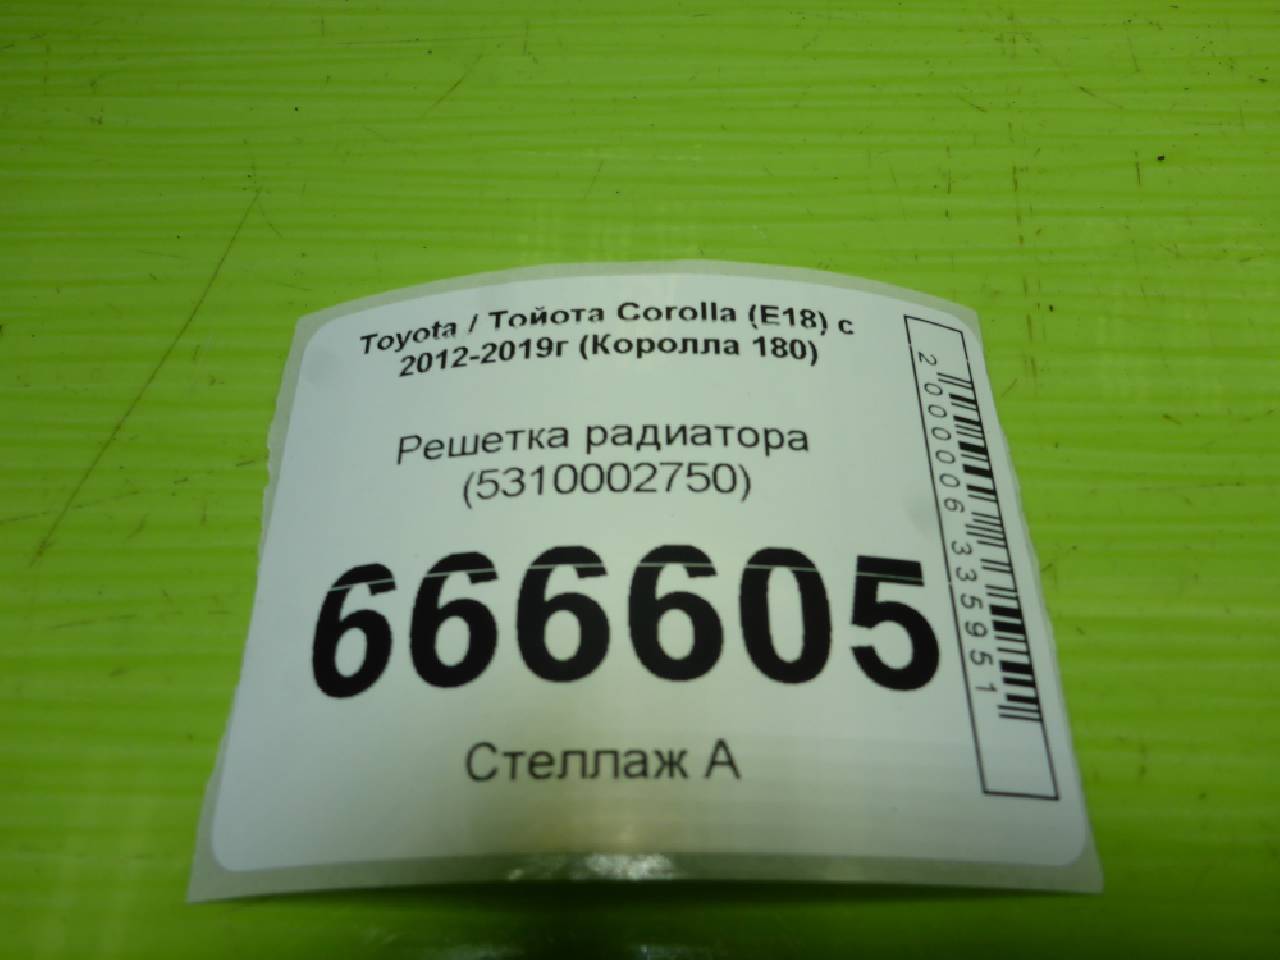 Toyota / Тойота Corolla (E18) с
2012-2019г (Королла 180)
Решетка радиатора
(5310002750)
666605
Стеллаж А
2000006335951